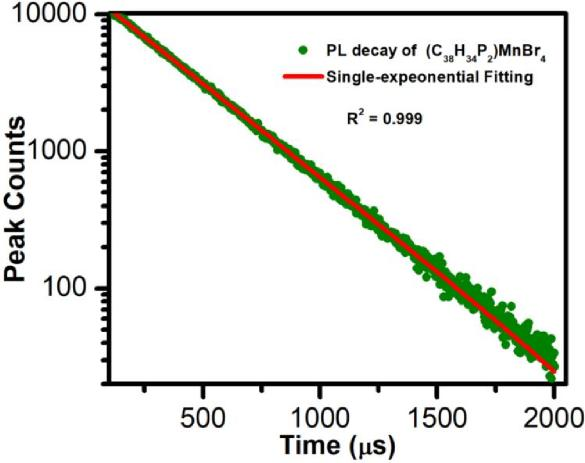 10000
1000
100
Peak Counts
PL decay of (C₃₈H₃₄P₂)MnBr₄
Single-expeonential Fitting
R² = 0.999
500 1000 1500 2000
Time (μs)